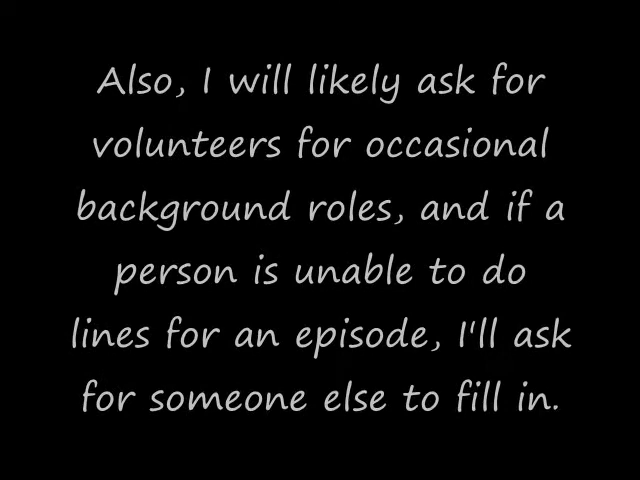 Also, I will likely ask for
volunteers for occasional
background roles, and if a
person is unable to do
lines for an episode, I'll ask
for someone else to fill in.